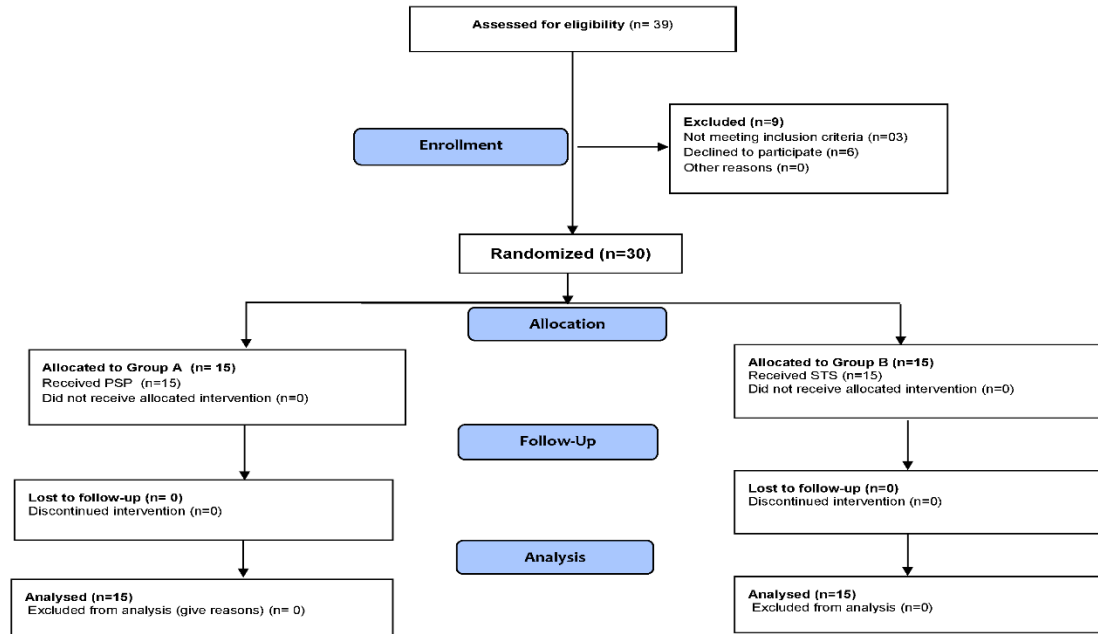 Assessed for eligibility (n= 39)
Enrollment
Excluded (n=9)
Not meeting inclusion criteria (n=03)
Declined to participate (n=6)
Other reasons (n=0)
Randomized (n=30)
Allocation
Allocated to Group A (n= 15)
Received PSP (n=15)
Did not receive allocated intervention (n=0)
Allocated to Group B (n=15)
Received STS (n=15)
Did not receive allocated intervention (n=0)
Follow-Up
Lost to follow-up (n= 0)
Discontinued intervention (n=0)
Lost to follow-up (n=0)
Discontinued intervention (n=0)
Analysis
Analysed (n=15)
Excluded from analysis (give reasons) (n= 0)
Analysed (n=15)
Excluded from analysis (n=0)